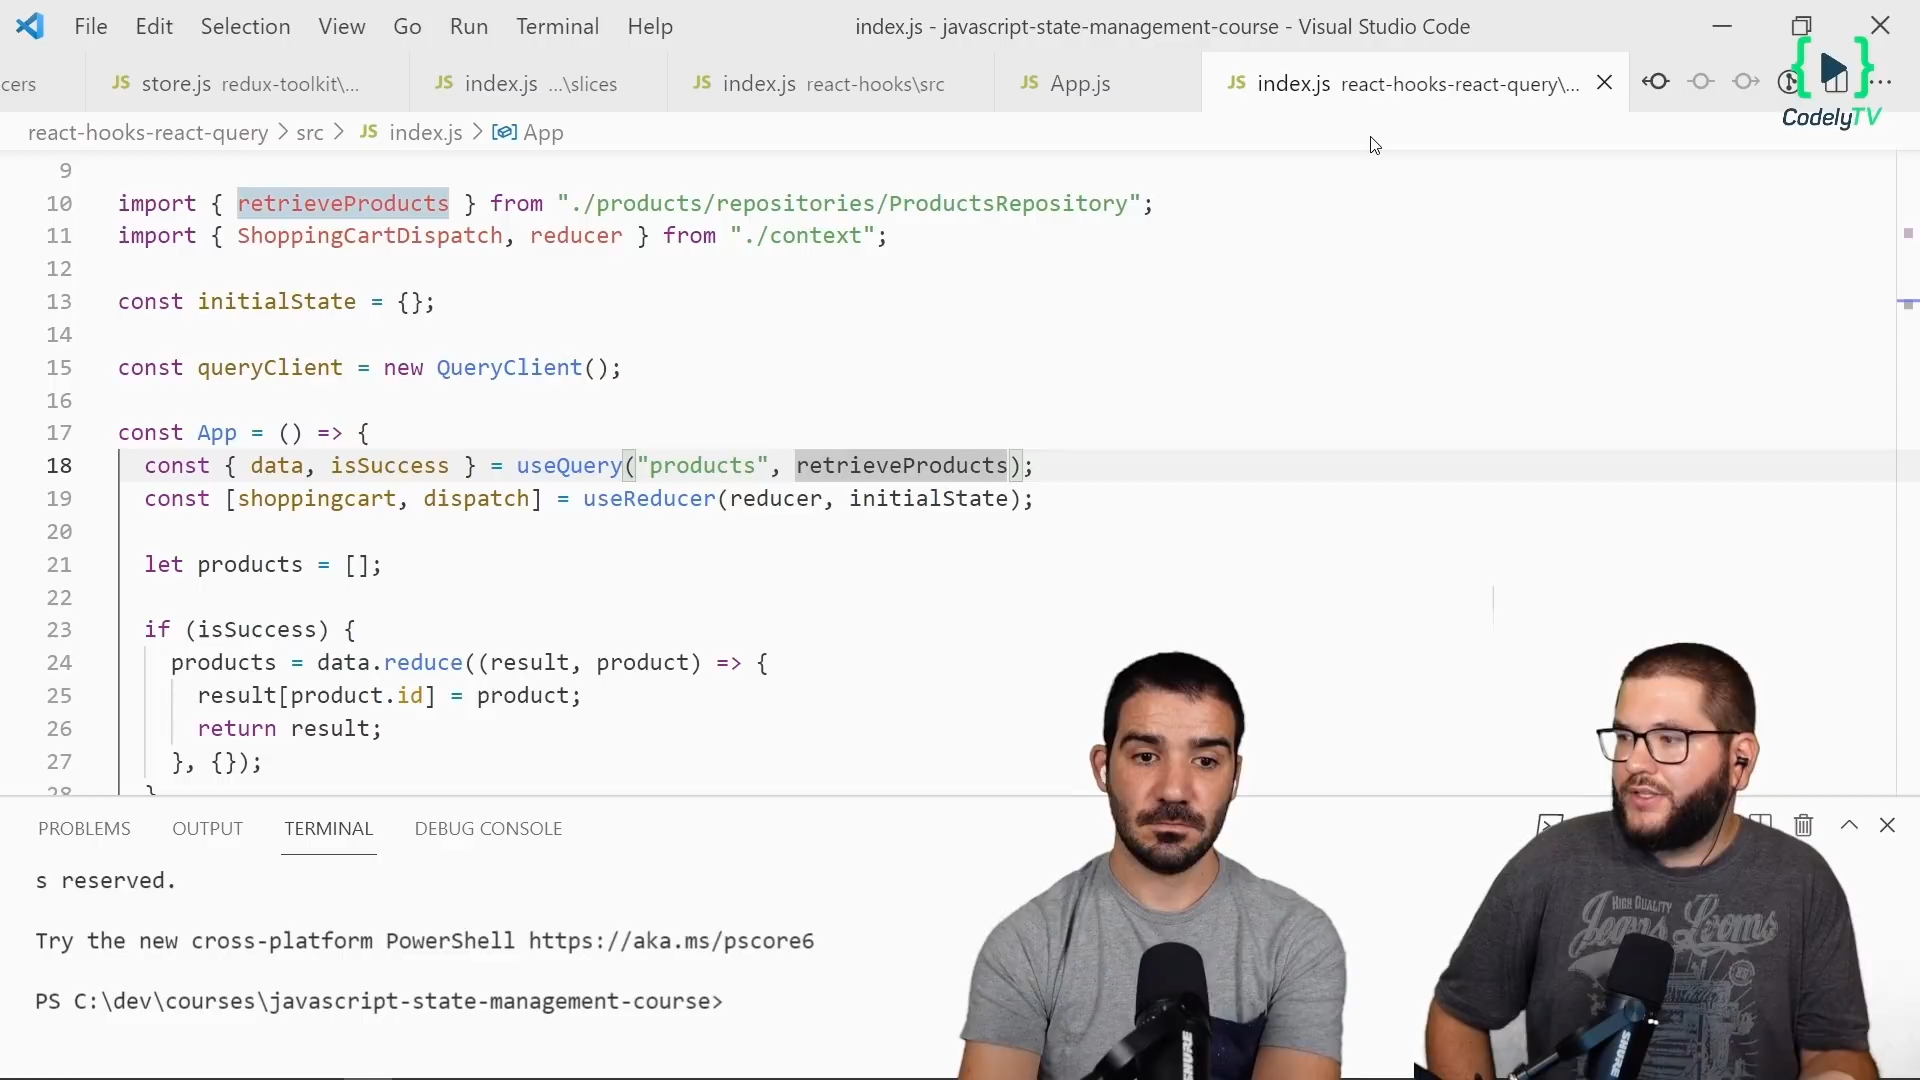 File Edit Selection View Go Run Terminal Help index.js - javascript-state-management-course - Visual Studio Code
cers JS store.js redux-toolkit\... JS index.js ...\slices JS index.js react-hooks\src JS App.js JS index.js react-hooks-react-query\...
CodelyTV
react-hooks-react-query > src > JS index.js > App
9
10 import { retrieveProducts } from "./products/repositories/ProductsRepository";
11 import { ShoppingCartDispatch, reducer } from "./context";
12
13 const initialState = {};
14
15 const queryClient = new QueryClient();
16
17 const App = () => {
18 const { data, isSuccess } = useQuery("products", retrieveProducts);
19 const [shoppingcart, dispatch] = useReducer(reducer, initialState);
20
21 let products = [];
22
23 if (isSuccess) {
24 products = data.reduce((result, product) => {
25 result[product.id] = product;
26 return result;
27 }, {});
28 }
PROBLEMS OUTPUT TERMINAL DEBUG CONSOLE
s reserved.
Try the new cross-platform PowerShell https://aka.ms/pscore6
PS C:\dev\courses\javascript-state-management-course>
HIGH QUALITY
Jeans Looms
SHURE
SHURE